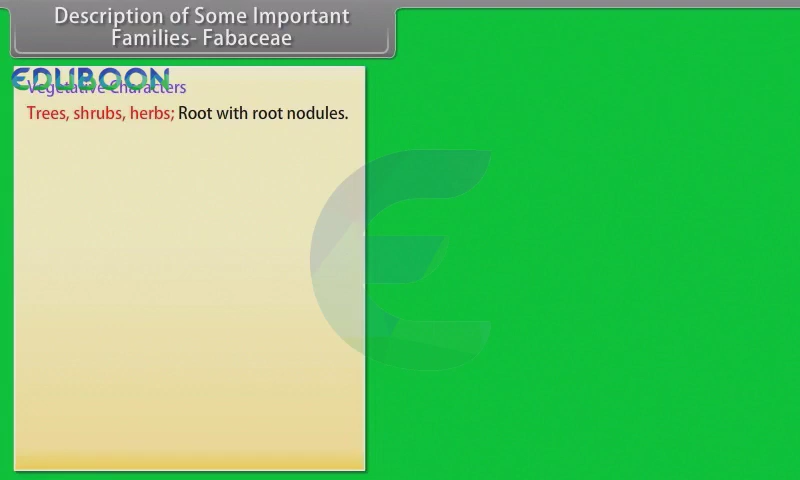 Description of Some Important
Families- Fabaceae
EDUBOON
Vegetative Characters
Trees, shrubs, herbs; Root with root nodules.